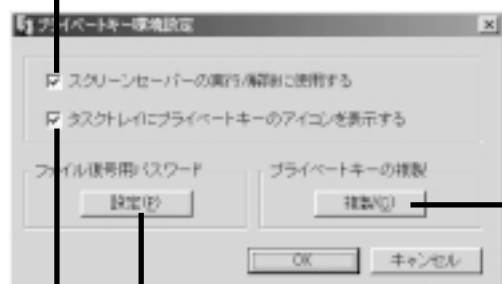 プライベートキー環境設定
スクリーンセーバーの実行/解除に使用する
タスクトレイにプライベートキーのアイコンを表示する
ファイル復号用パスワード
プライベートキーの複製
設定(P)
複製(C)
OK
キャンセル